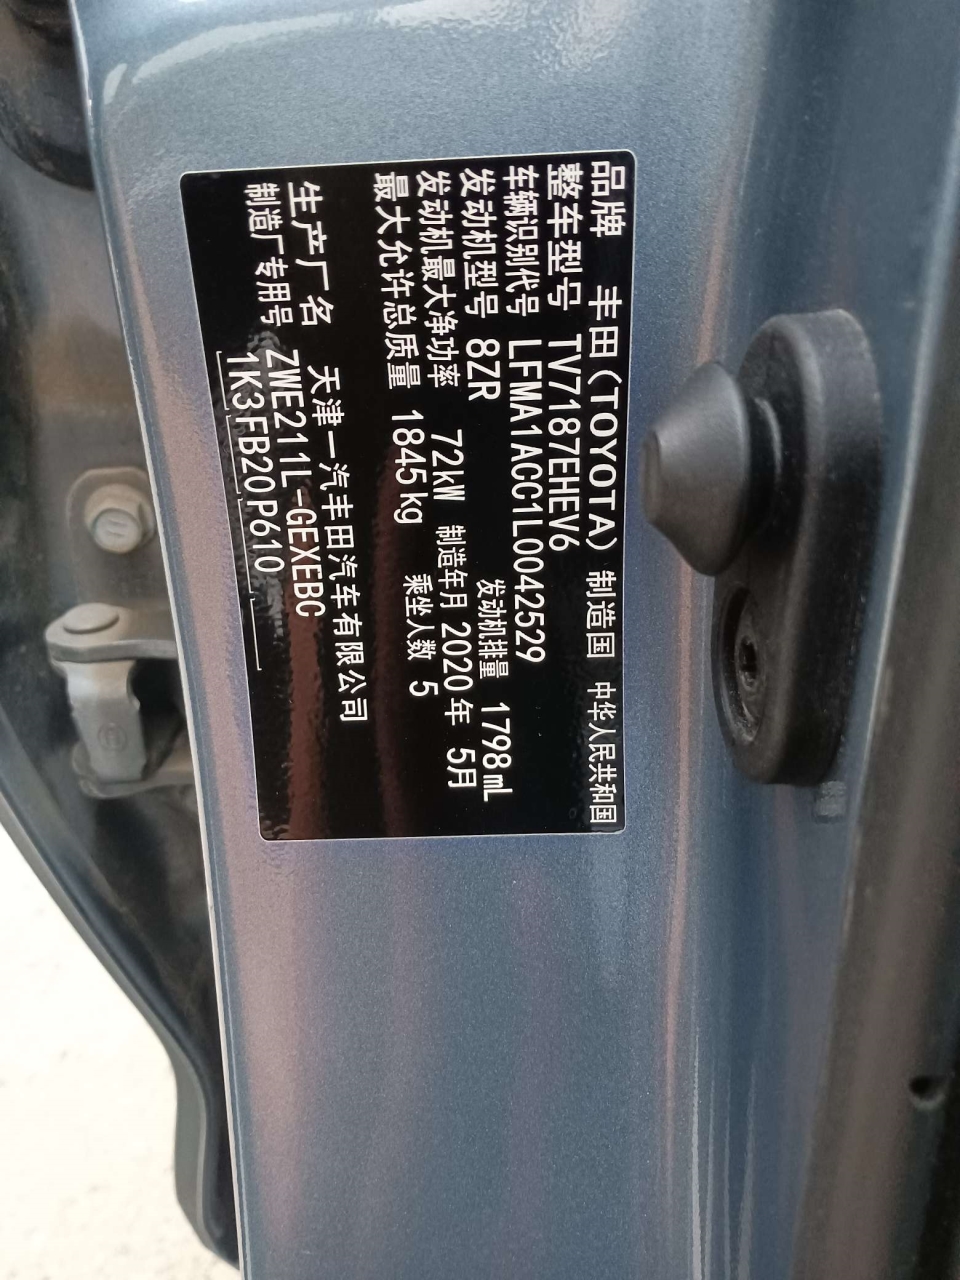 品牌 丰田(TOYOTA) 制造国 中华人民共和国
整车型号 TV7187EHEV6
车辆识别代号 LFMA1ACC1L0042529
发动机型号 8ZR 发动机排量 1798mL
发动机最大净功率 72kW 制造年月 2020年 5月
最大允许总质量 1845kg 乘坐人数 5
生产厂名 天津一汽丰田汽车有限公司
制造厂专用号 ZWE211L-GEXEBC
1K3FB20P610